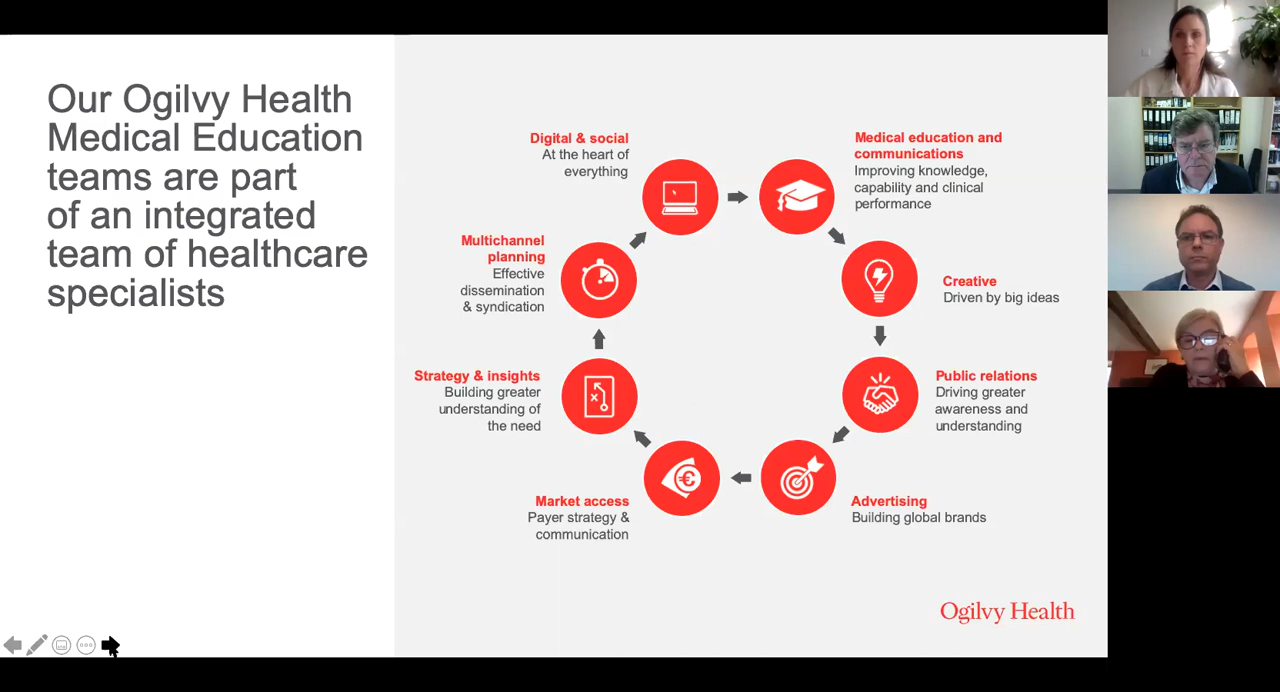 Our Ogilvy Health
Medical Education
teams are part
of an integrated
team of healthcare
specialists
Digital & social
At the heart of
everything
Medical education and
communications
Improving knowledge,
capability and clinical
performance
Creative
Driven by big ideas
Public relations
Driving greater
awareness and
understanding
Advertising
Building global brands
Market access
Payer strategy &
communication
Strategy & insights
Building greater
understanding of
the need
Multichannel
planning
Effective
dissemination
& syndication
€
x
Ogilvy Health